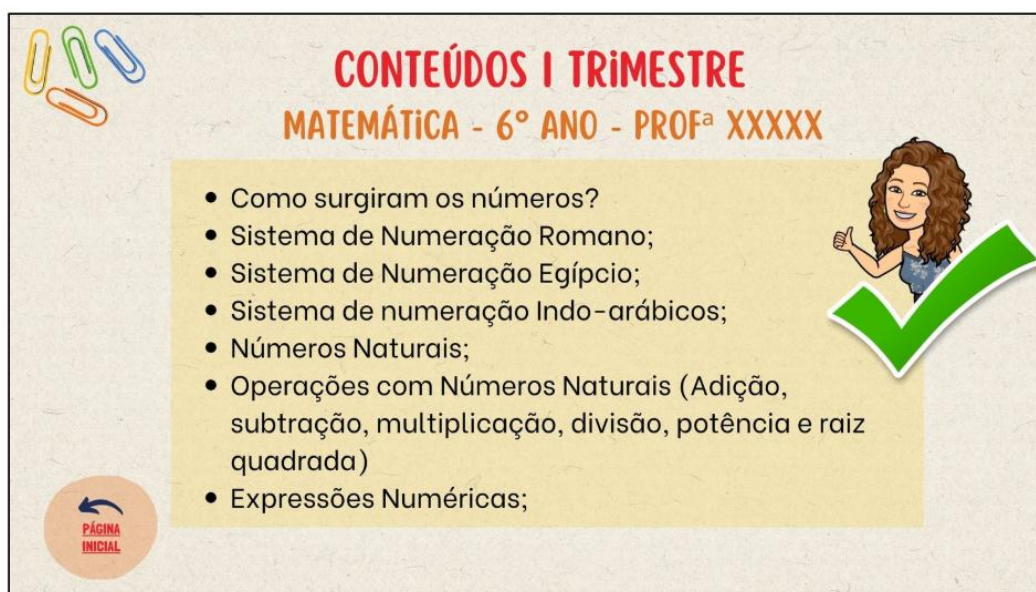 CONTEÚDOS I TRIMESTRE
MATEMÁTICA - 6º ANO - PROFª XXXXX
• Como surgiram os números?
• Sistema de Numeração Romano;
• Sistema de Numeração Egípcio;
• Sistema de numeração Indo-arábicos;
• Números Naturais;
• Operações com Números Naturais (Adição,
subtração, multiplicação, divisão, potência e raiz
quadrada)
• Expressões Numéricas;
PÁGINA
INICIAL